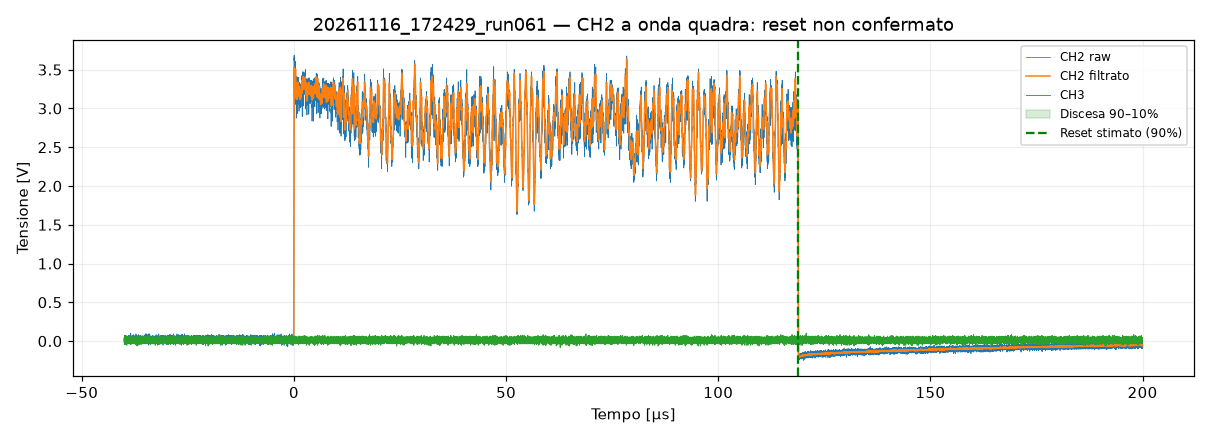 20261116_172429_run061 — CH2 a onda quadra: reset non confermato
CH2 raw
CH2 filtrato
CH3
Discesa 90–10%
Reset stimato (90%)
Tensione [V]
3.5
3.0
2.5
2.0
1.5
1.0
0.5
0.0
−50
0
50
100
150
200
Tempo [µs]